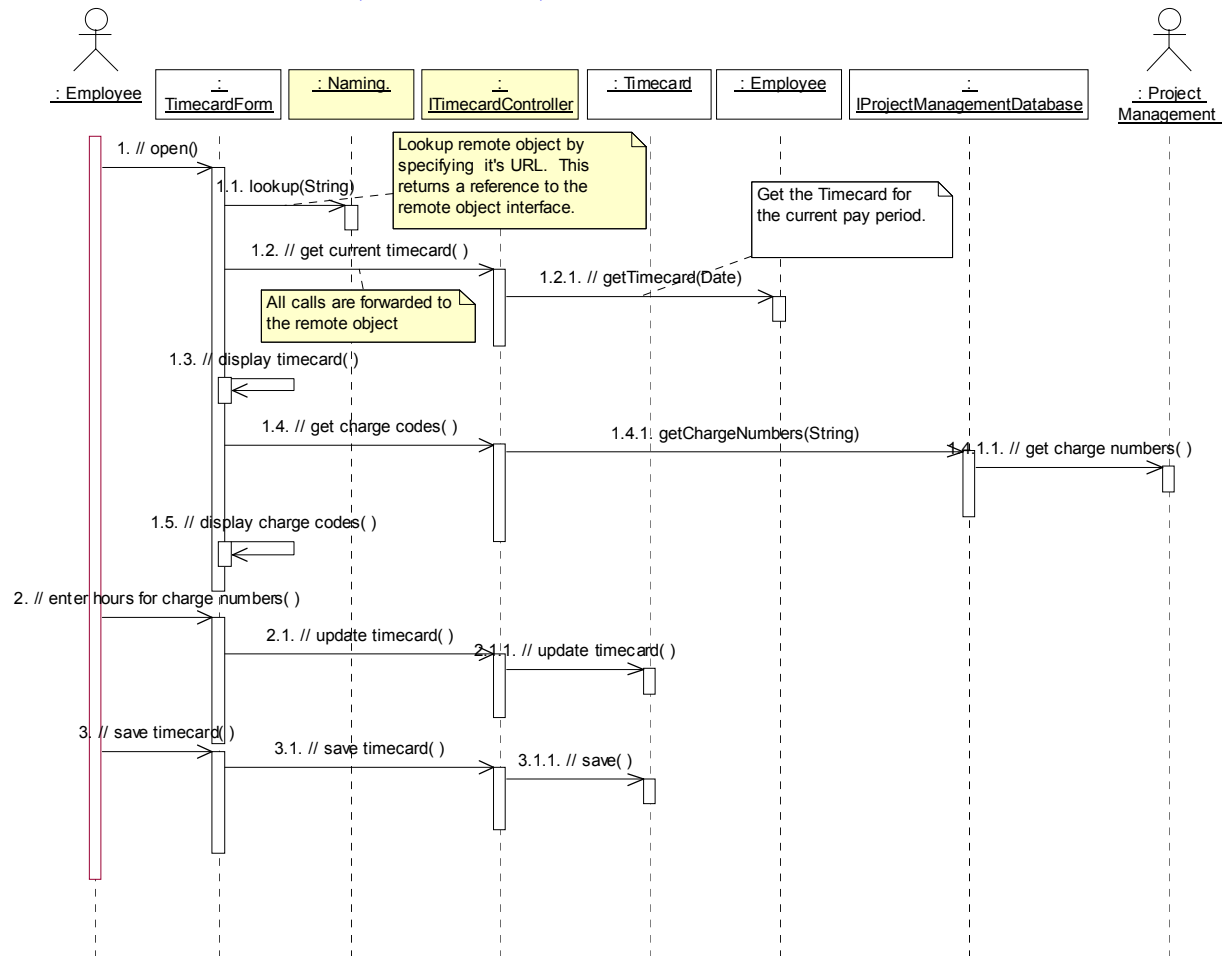 : Employee
:
TimecardForm
: Naming.
:
ITimecardController
: Timecard
: Employee
:
IProjectManagementDatabase
: Project
Management
1. // open()
Lookup remote object by
specifying it's URL. This
returns a reference to the
remote object interface.
1.1. lookup(String)
Get the Timecard for
the current pay period.
1.2. // get current timecard( )
1.2.1. // getTimecard(Date)
All calls are forwarded to
the remote object
1.3. // display timecard( )
1.4. // get charge codes( )
1.4.1. getChargeNumbers(String)
1.4.1.1. // get charge numbers( )
1.5. // display charge codes( )
2. // enter hours for charge numbers( )
2.1. // update timecard( )
2.1.1. // update timecard( )
3. // save timecard( )
3.1. // save timecard( )
3.1.1. // save( )